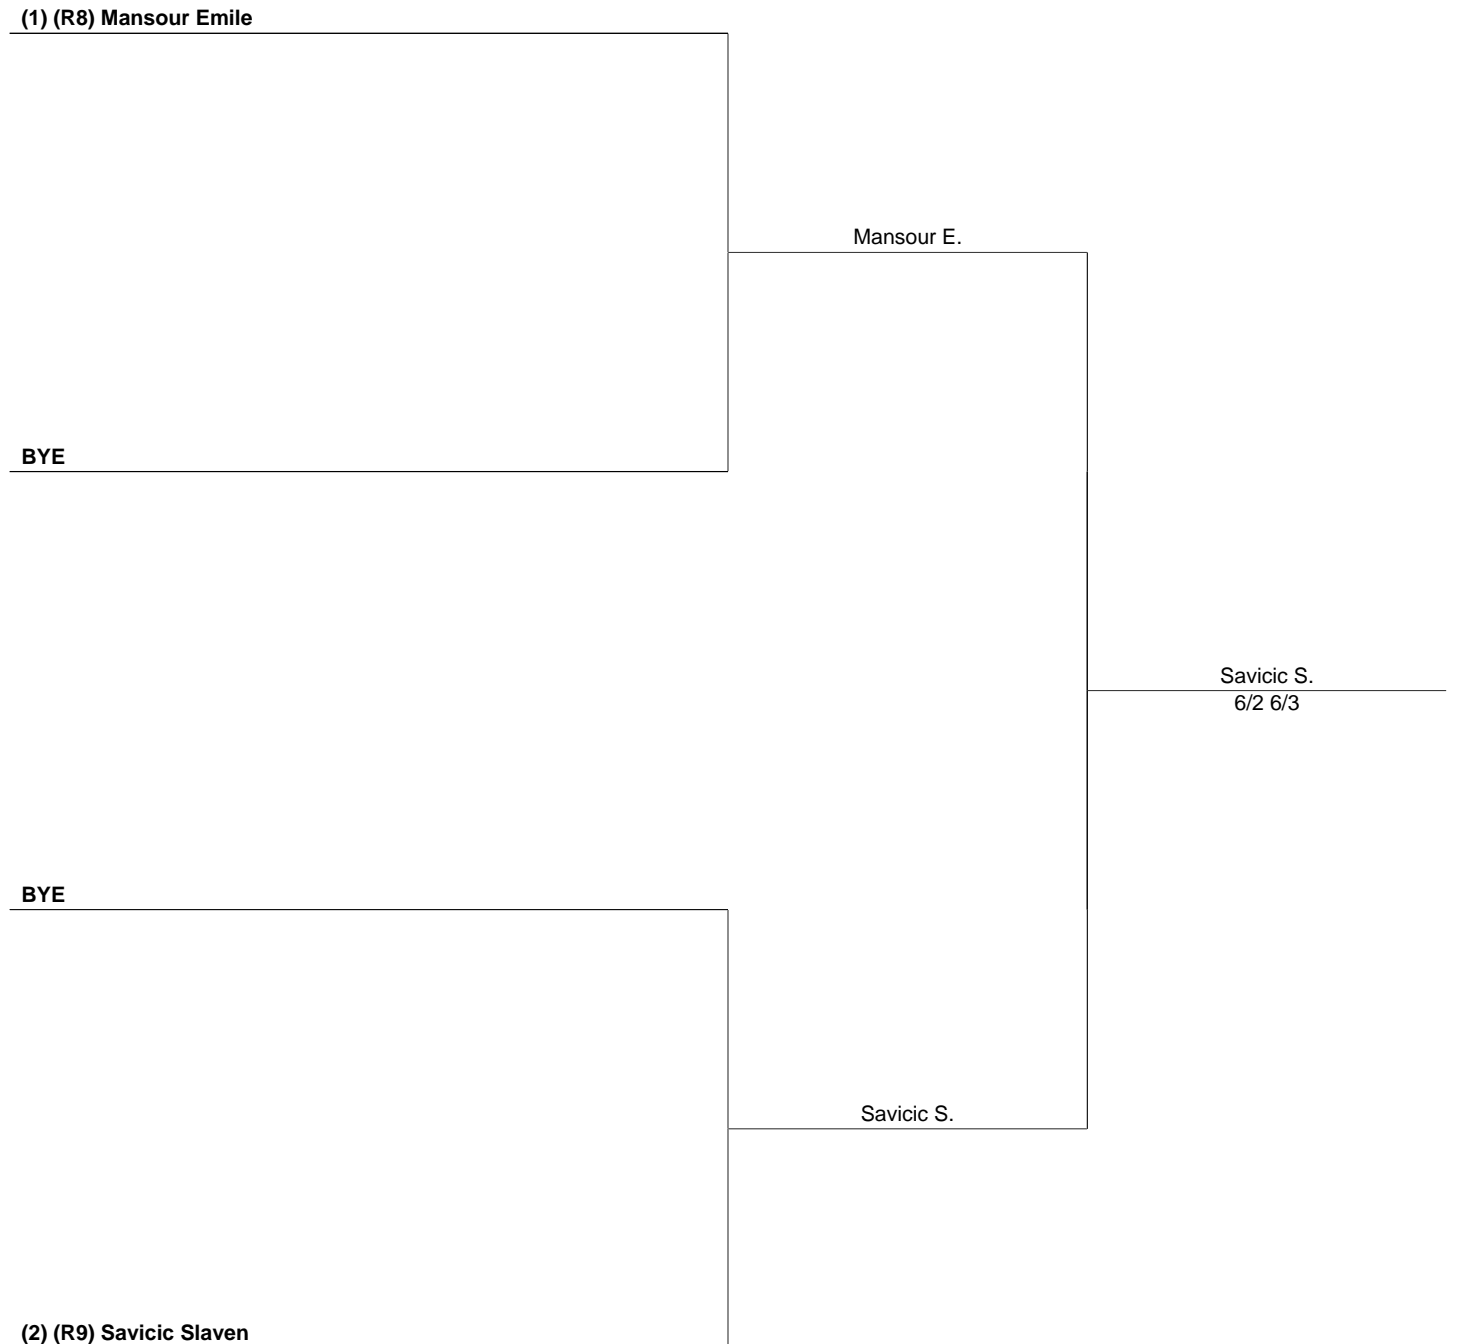 (1) (R8) Mansour Emile
Mansour E.
BYE
Savicic S.
6/2 6/3
BYE
Savicic S.
(2) (R9) Savicic Slaven